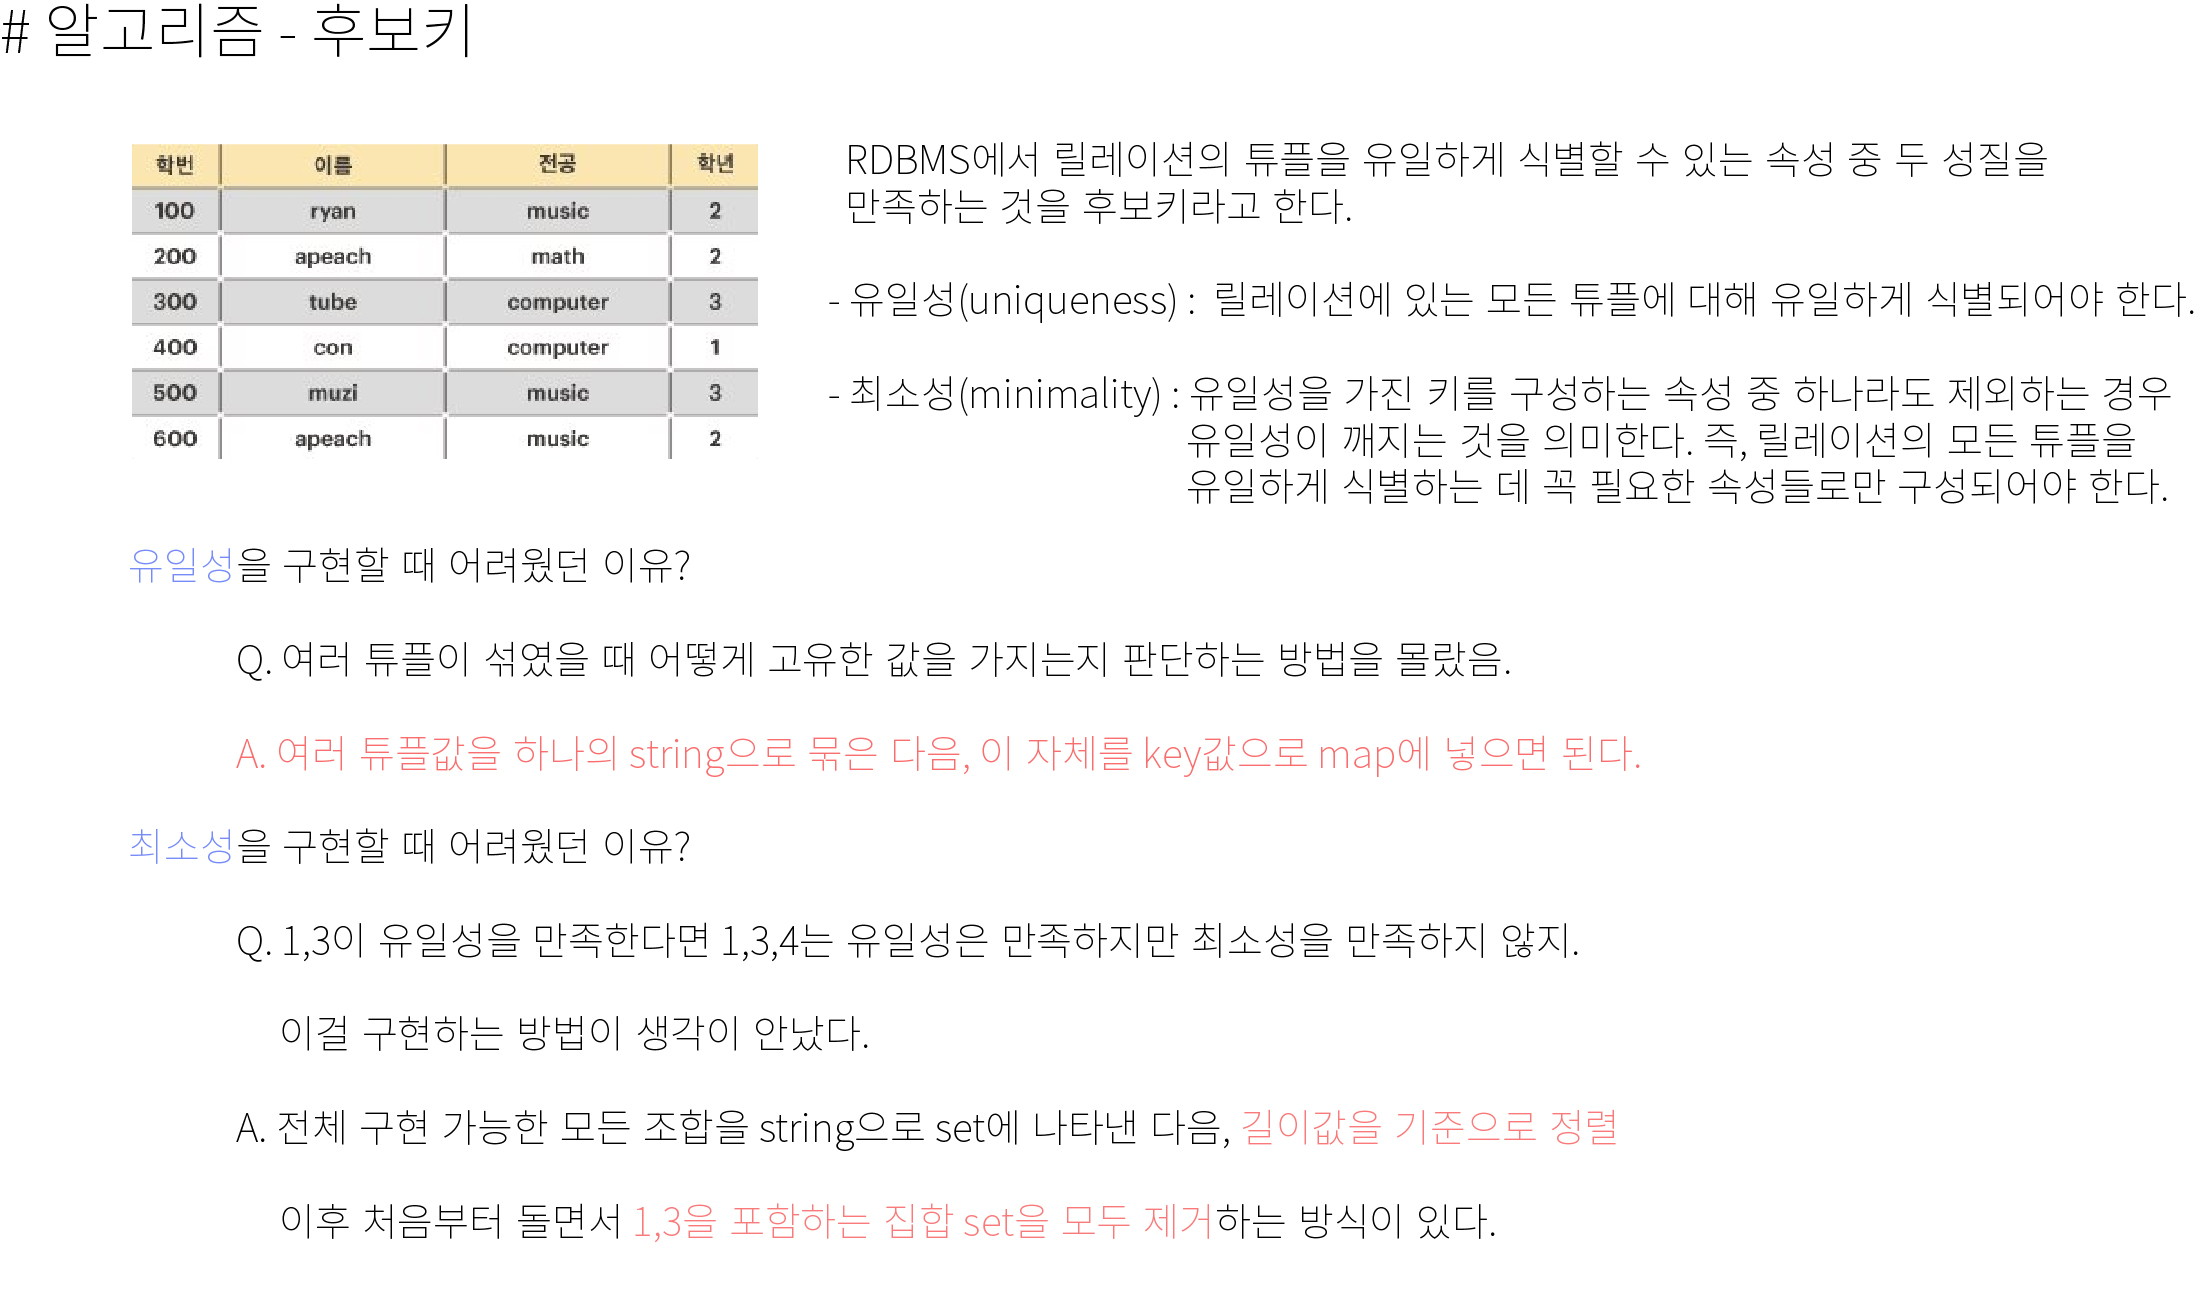 # 알고리즘 - 후보키
학번 이름 전공 학년
100 ryan music 2
200 apeach math 2
300 tube computer 3
400 con computer 1
500 muzi music 3
600 apeach music 2
RDBMS에서 릴레이션의 튜플을 유일하게 식별할 수 있는 속성 중 두 성질을
만족하는 것을 후보키라고 한다.
- 유일성(uniqueness) : 릴레이션에 있는 모든 튜플에 대해 유일하게 식별되어야 한다.
- 최소성(minimality) : 유일성을 가진 키를 구성하는 속성 중 하나라도 제외하는 경우
유일성이 깨지는 것을 의미한다. 즉, 릴레이션의 모든 튜플을
유일하게 식별하는 데 꼭 필요한 속성들로만 구성되어야 한다.
유일성을 구현할 때 어려웠던 이유?
Q. 여러 튜플이 섞였을 때 어떻게 고유한 값을 가지는지 판단하는 방법을 몰랐음.
A. 여러 튜플값을 하나의 string으로 묶은 다음, 이 자체를 key값으로 map에 넣으면 된다.
최소성을 구현할 때 어려웠던 이유?
Q. 1,3이 유일성을 만족한다면 1,3,4는 유일성은 만족하지만 최소성을 만족하지 않지.
이걸 구현하는 방법이 생각이 안났다.
A. 전체 구현 가능한 모든 조합을 string으로 set에 나타낸 다음, 길이값을 기준으로 정렬
이후 처음부터 돌면서 1,3을 포함하는 집합 set을 모두 제거하는 방식이 있다.